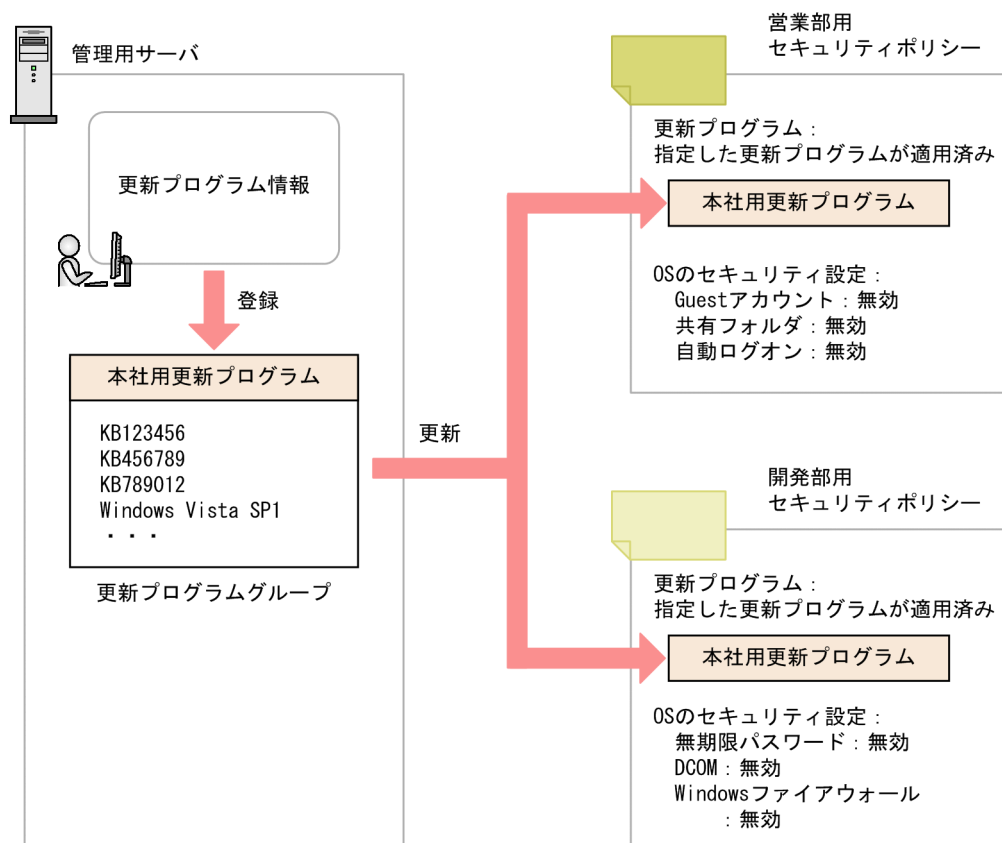 管理用サーバ
更新プログラム情報
登録
本社用更新プログラム
KB123456
KB456789
KB789012
Windows Vista SP1
・・・
更新プログラムグループ
更新
営業部用
セキュリティポリシー
更新プログラム：
指定した更新プログラムが適用済み
本社用更新プログラム
OSのセキュリティ設定：
Guestアカウント：無効
共有フォルダ：無効
自動ログオン：無効
開発部用
セキュリティポリシー
更新プログラム：
指定した更新プログラムが適用済み
本社用更新プログラム
OSのセキュリティ設定：
無期限パスワード：無効
DCOM：無効
Windowsファイアウォール
：無効